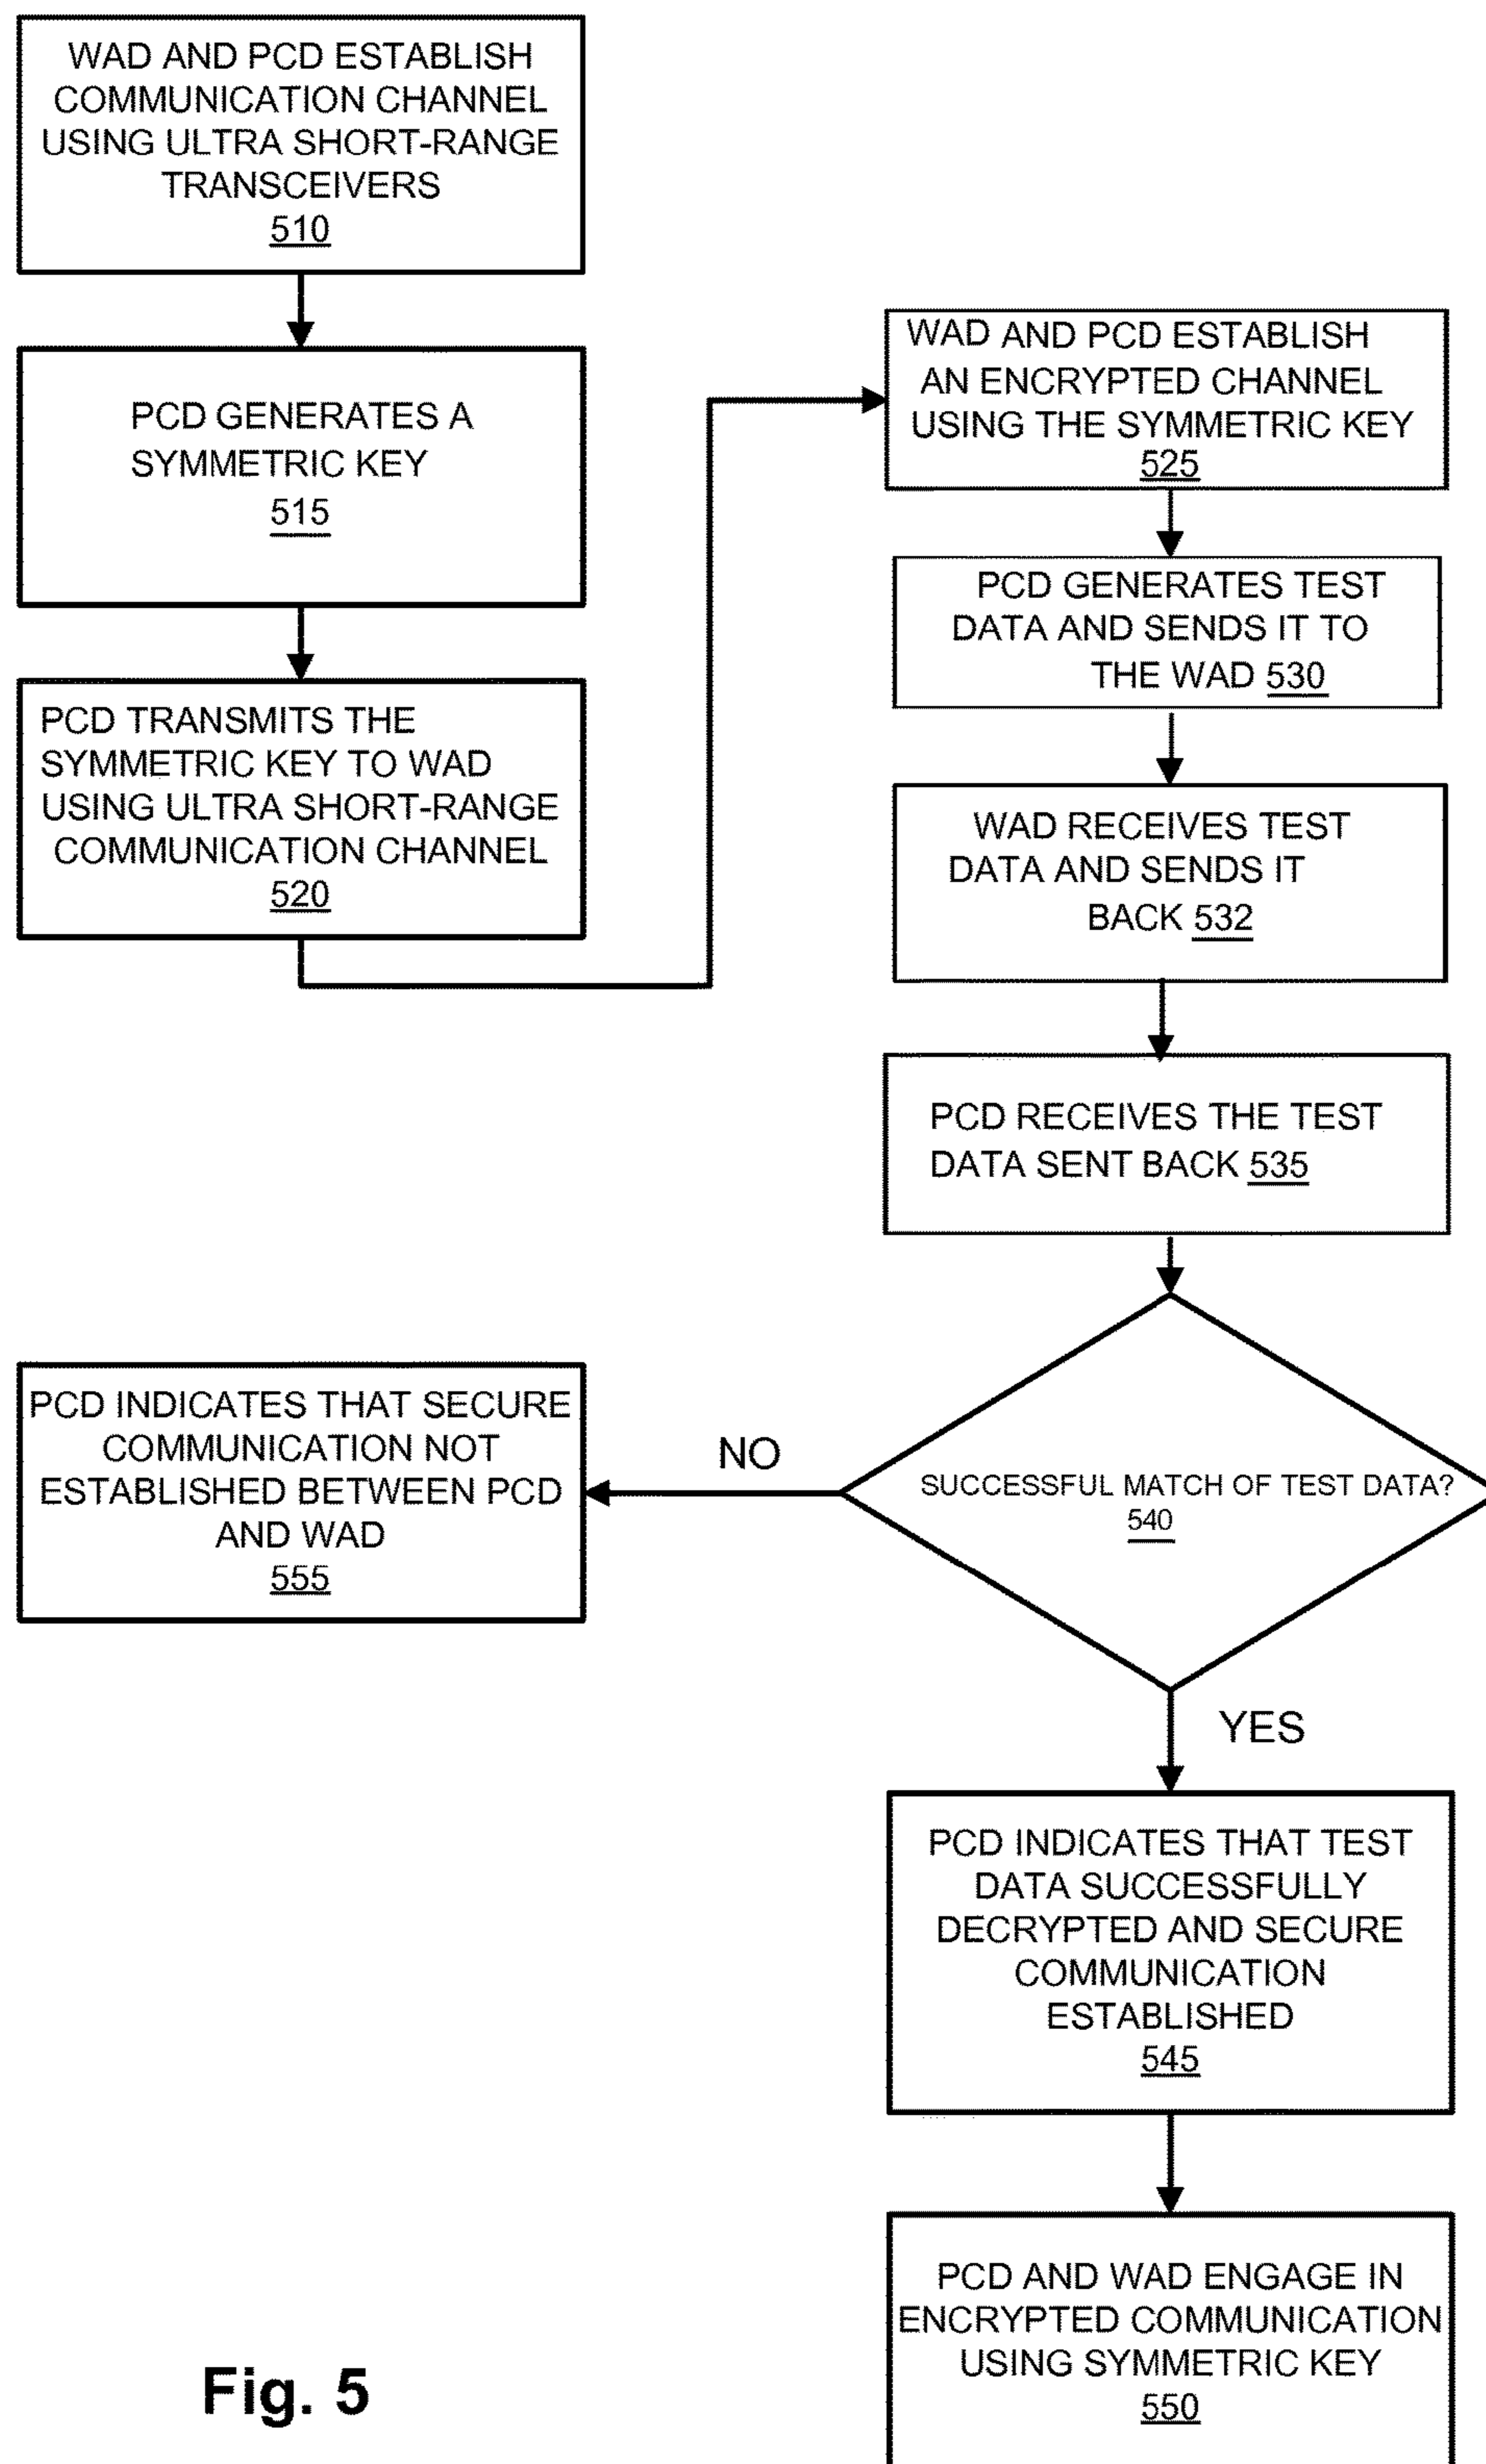 WAD AND PCD ESTABLISH
COMMUNICATION CHANNEL
USING ULTRA SHORT-RANGE
TRANSCEIVERS
510
PCD GENERATES A
SYMMETRIC KEY
515
PCD TRANSMITS THE
SYMMETRIC KEY TO WAD
USING ULTRA SHORT-RANGE
COMMUNICATION CHANNEL
520
WAD AND PCD ESTABLISH
AN ENCRYPTED CHANNEL
USING THE SYMMETRIC KEY
525
PCD GENERATES TEST
DATA AND SENDS IT TO
THE WAD 530
WAD RECEIVES TEST
DATA AND SENDS IT
BACK 532
PCD RECEIVES THE TEST
DATA SENT BACK 535
SUCCESSFUL MATCH OF TEST DATA?
540
NO
PCD INDICATES THAT SECURE
COMMUNICATION NOT
ESTABLISHED BETWEEN PCD
AND WAD
555
YES
PCD INDICATES THAT TEST
DATA SUCCESSFULLY
DECRYPTED AND SECURE
COMMUNICATION
ESTABLISHED
545
PCD AND WAD ENGAGE IN
ENCRYPTED COMMUNICATION
USING SYMMETRIC KEY
550
Fig. 5